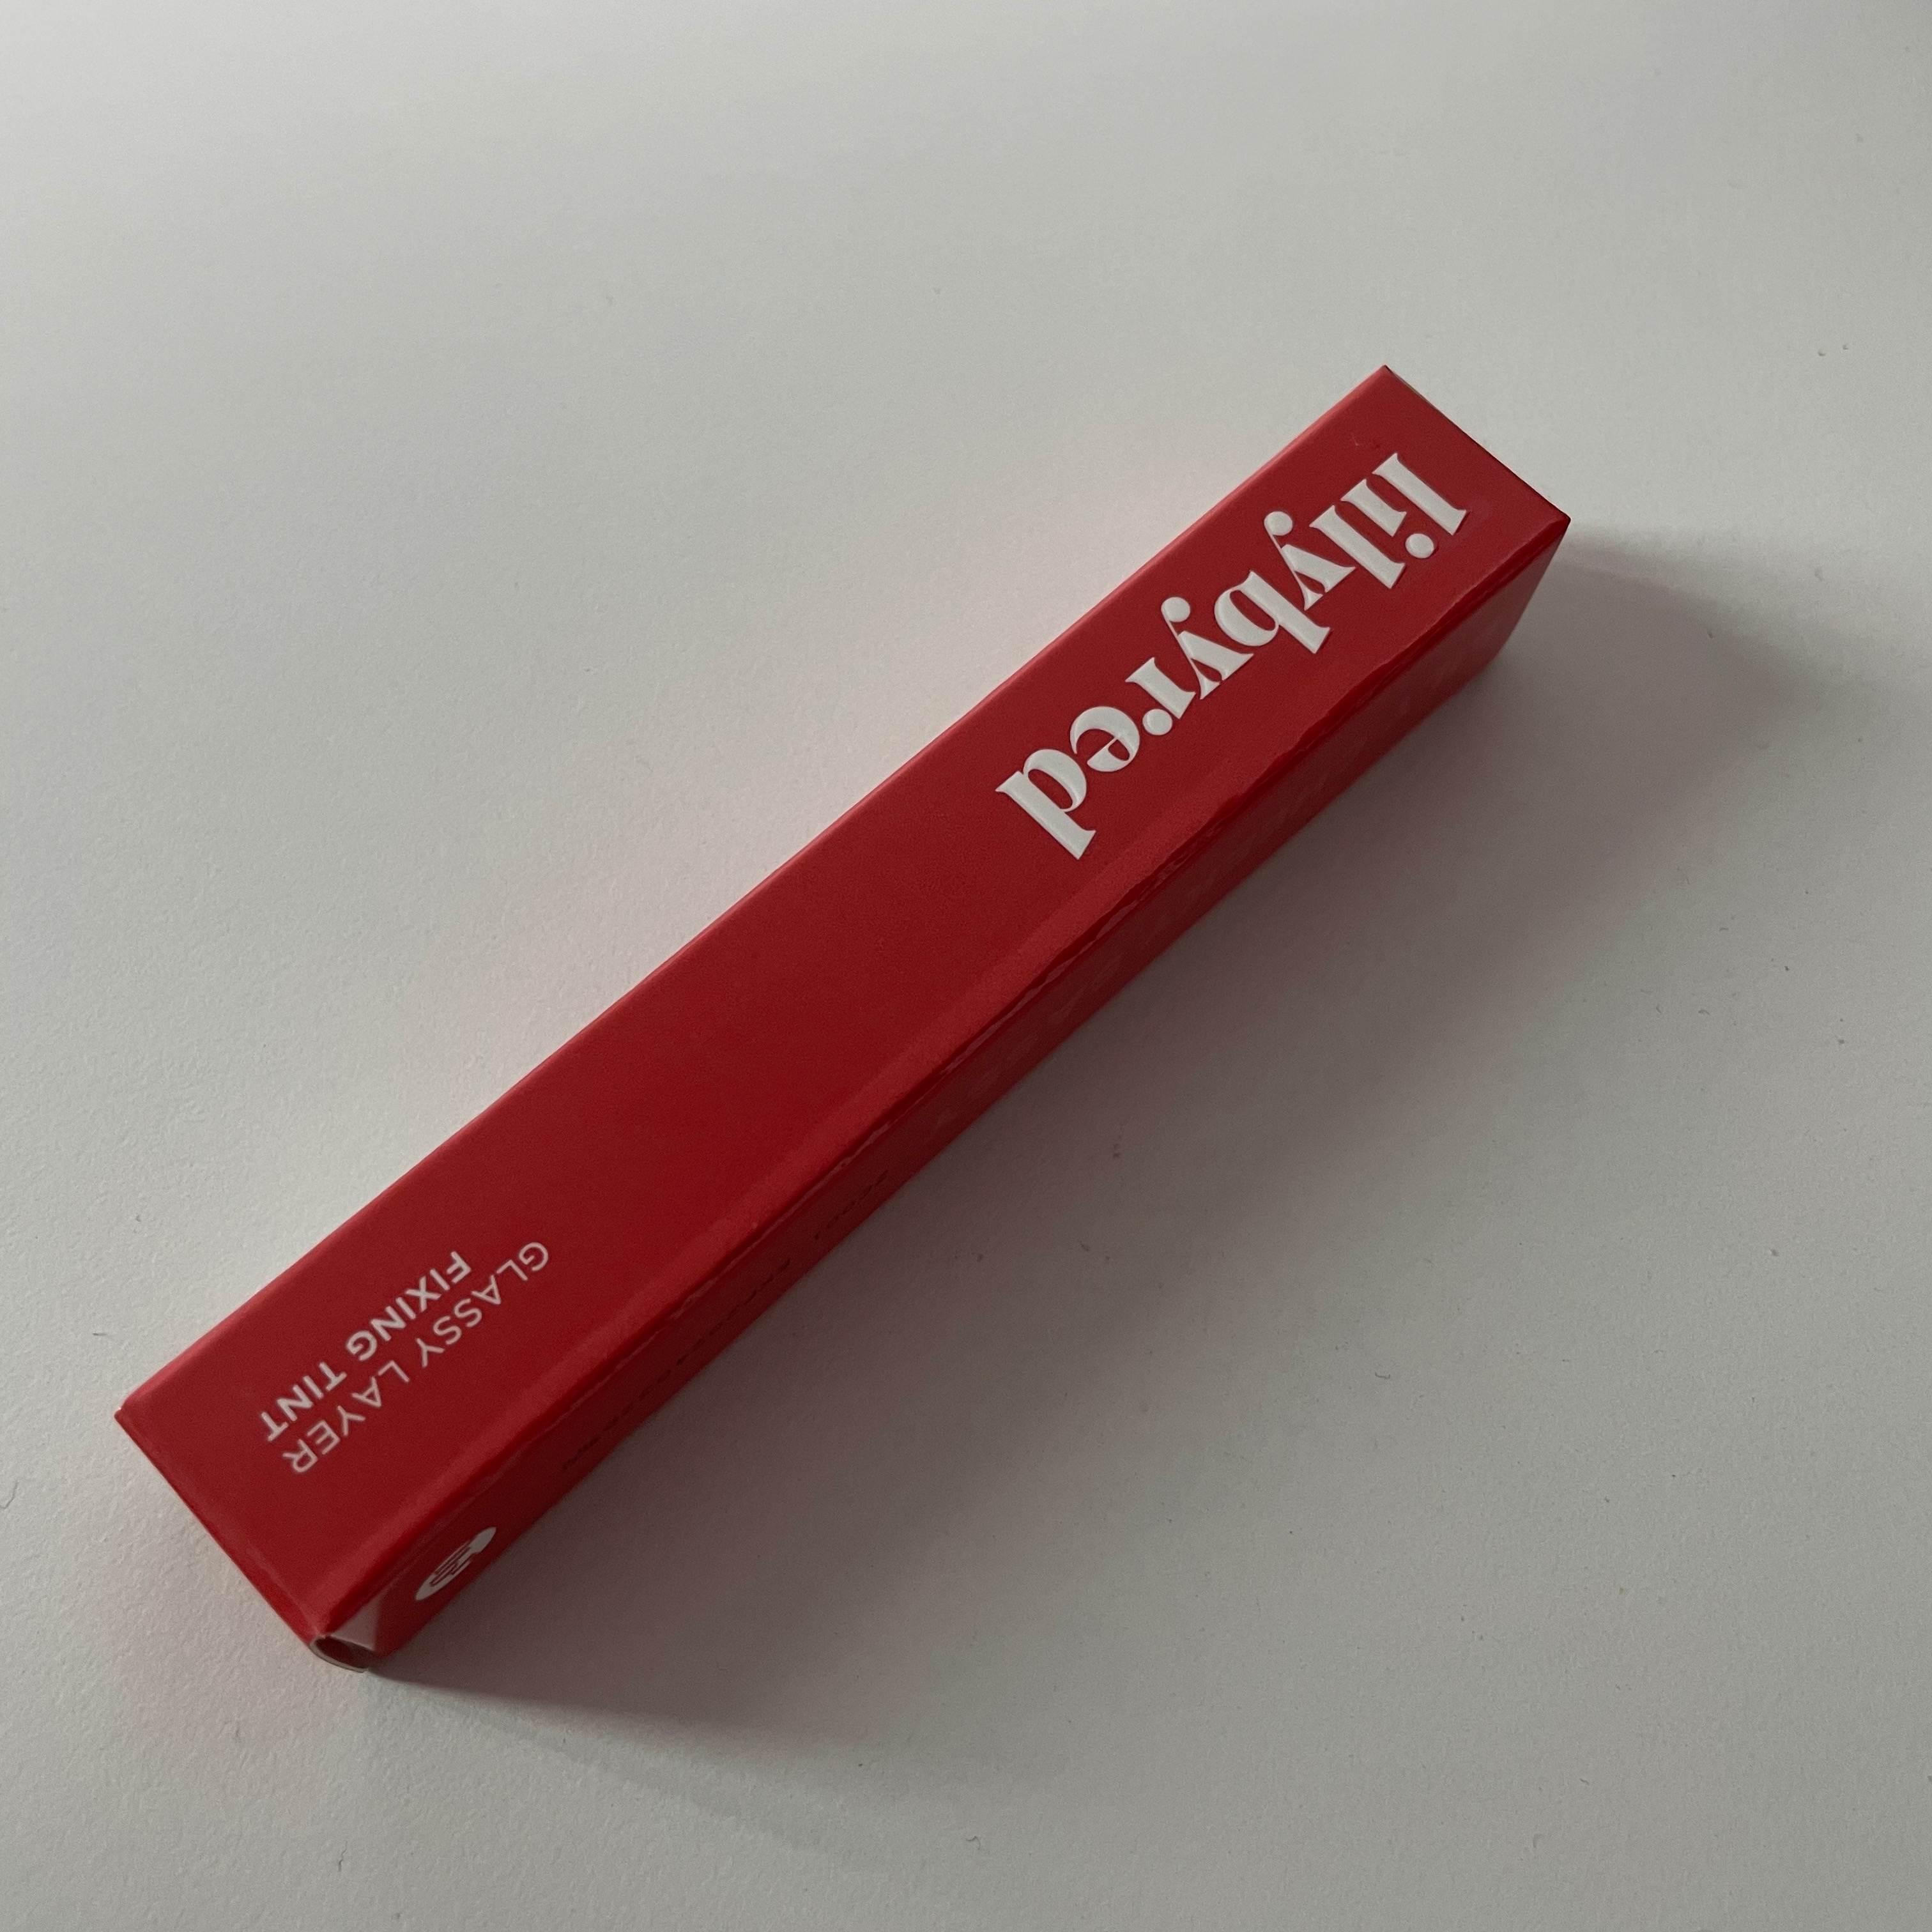 lilybyred
GLASSY LAYER
FIXING TINT